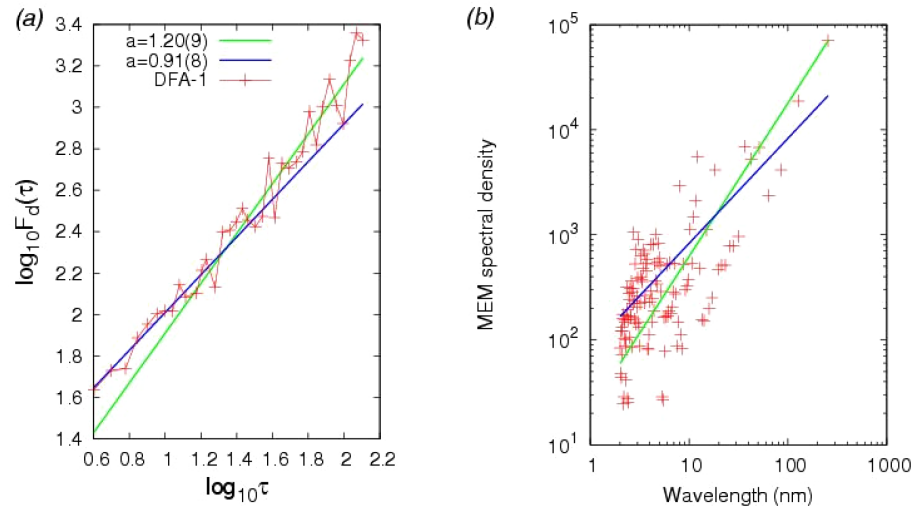 (a)
3.4
3.2
3.0
2.8
2.6
2.4
2.2
2.0
1.8
1.6
1.4
log10Fd(τ)
a=1.20(9)
a=0.91(8)
DFA-1
0.6 0.8 1 1.2 1.4 1.6 1.8 2 2.2
log10τ
(b)
10^5
10^4
10^3
10^2
10^1
MEM spectral density
1 10 100 1000
Wavelength (nm)